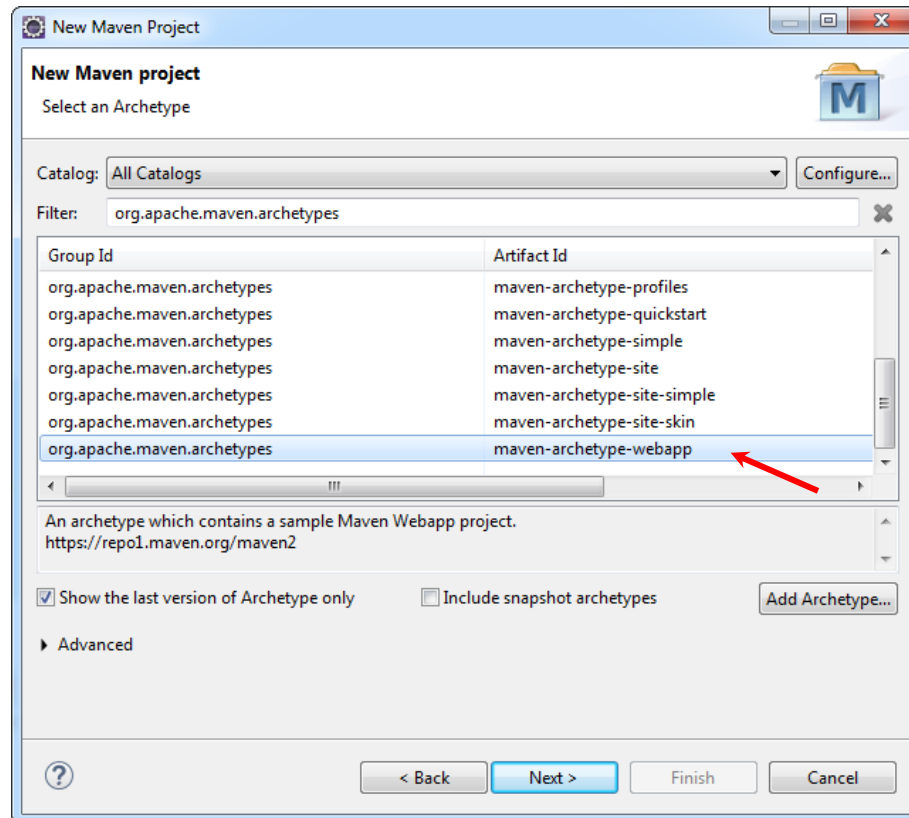 New Maven Project
New Maven project
Select an Archetype
M
Catalog: All Catalogs Configure...
Filter: org.apache.maven.archetypes
Group Id Artifact Id
org.apache.maven.archetypes maven-archetype-profiles
org.apache.maven.archetypes maven-archetype-quickstart
org.apache.maven.archetypes maven-archetype-simple
org.apache.maven.archetypes maven-archetype-site
org.apache.maven.archetypes maven-archetype-site-simple
org.apache.maven.archetypes maven-archetype-site-skin
org.apache.maven.archetypes maven-archetype-webapp
An archetype which contains a sample Maven Webapp project.
https://repo1.maven.org/maven2
Show the last version of Archetype only Include snapshot archetypes Add Archetype...
Advanced
? < Back Next > Finish Cancel